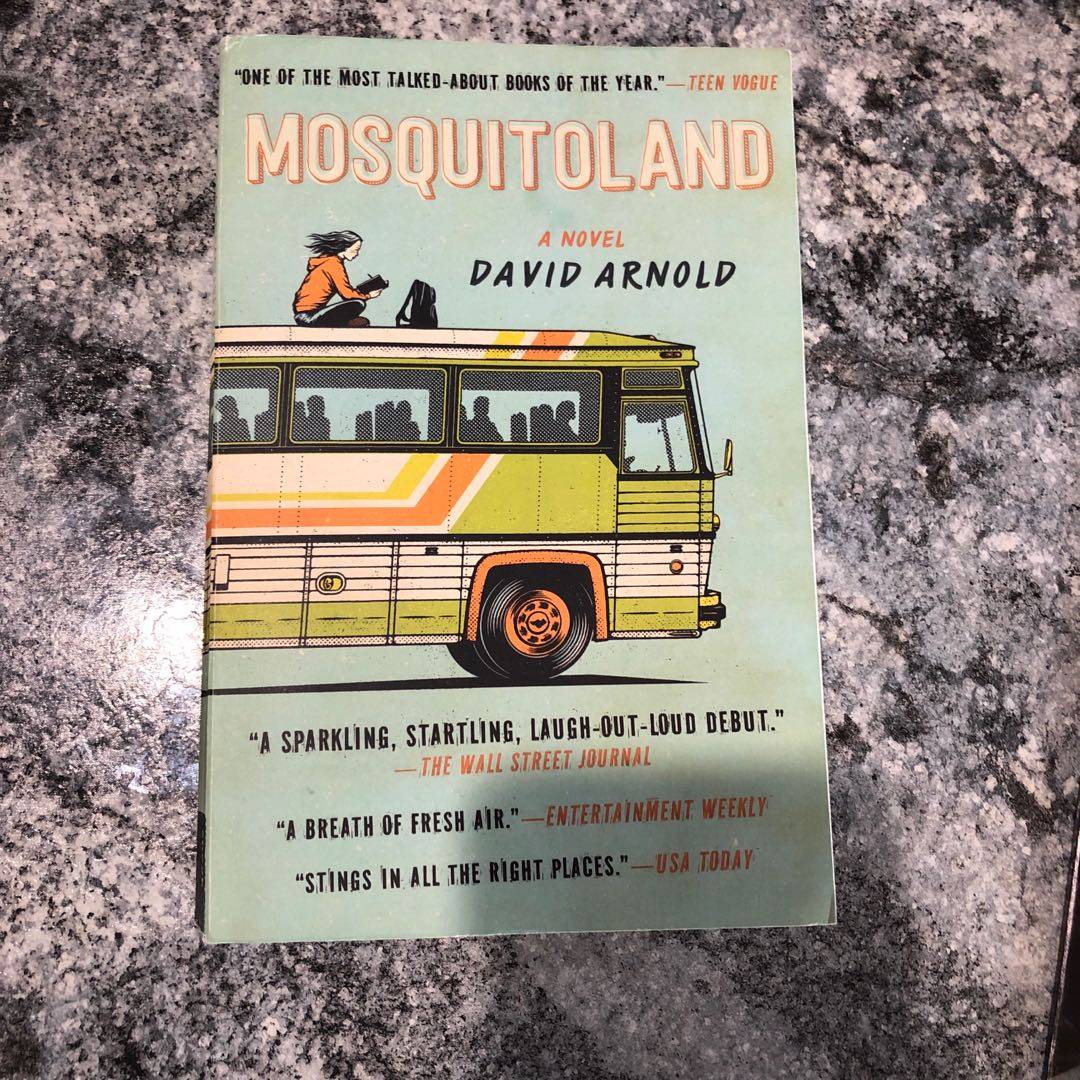 “ONE OF THE MOST TALKED-ABOUT BOOKS OF THE YEAR.”—TEEN VOGUE
MOSQUITOLAND
A NOVEL
DAVID ARNOLD
“A SPARKLING, STARTLING, LAUGH-OUT-LOUD DEBUT.”
—THE WALL STREET JOURNAL
“A BREATH OF FRESH AIR.”—ENTERTAINMENT WEEKLY
“STINGS IN ALL THE RIGHT PLACES.”—USA TODAY